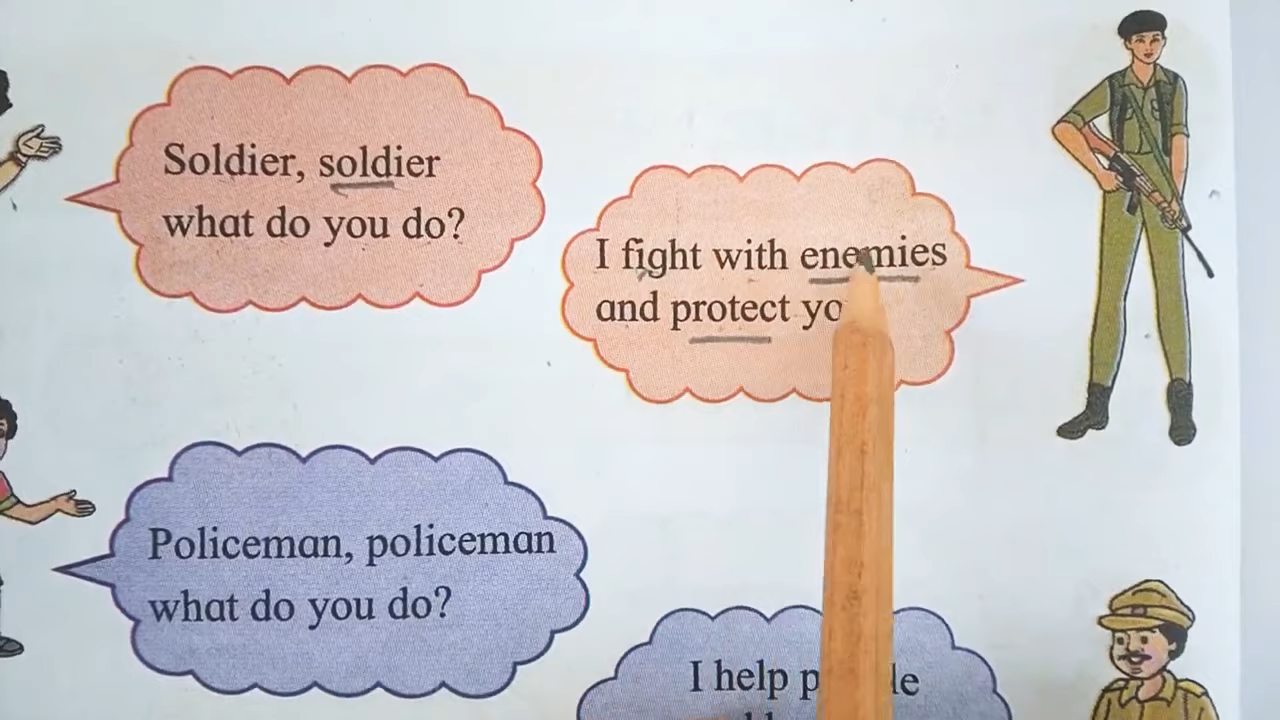 Soldier, soldier
what do you do?
I fight with enemies
and protect
Policeman, policeman
what do you do?
I help